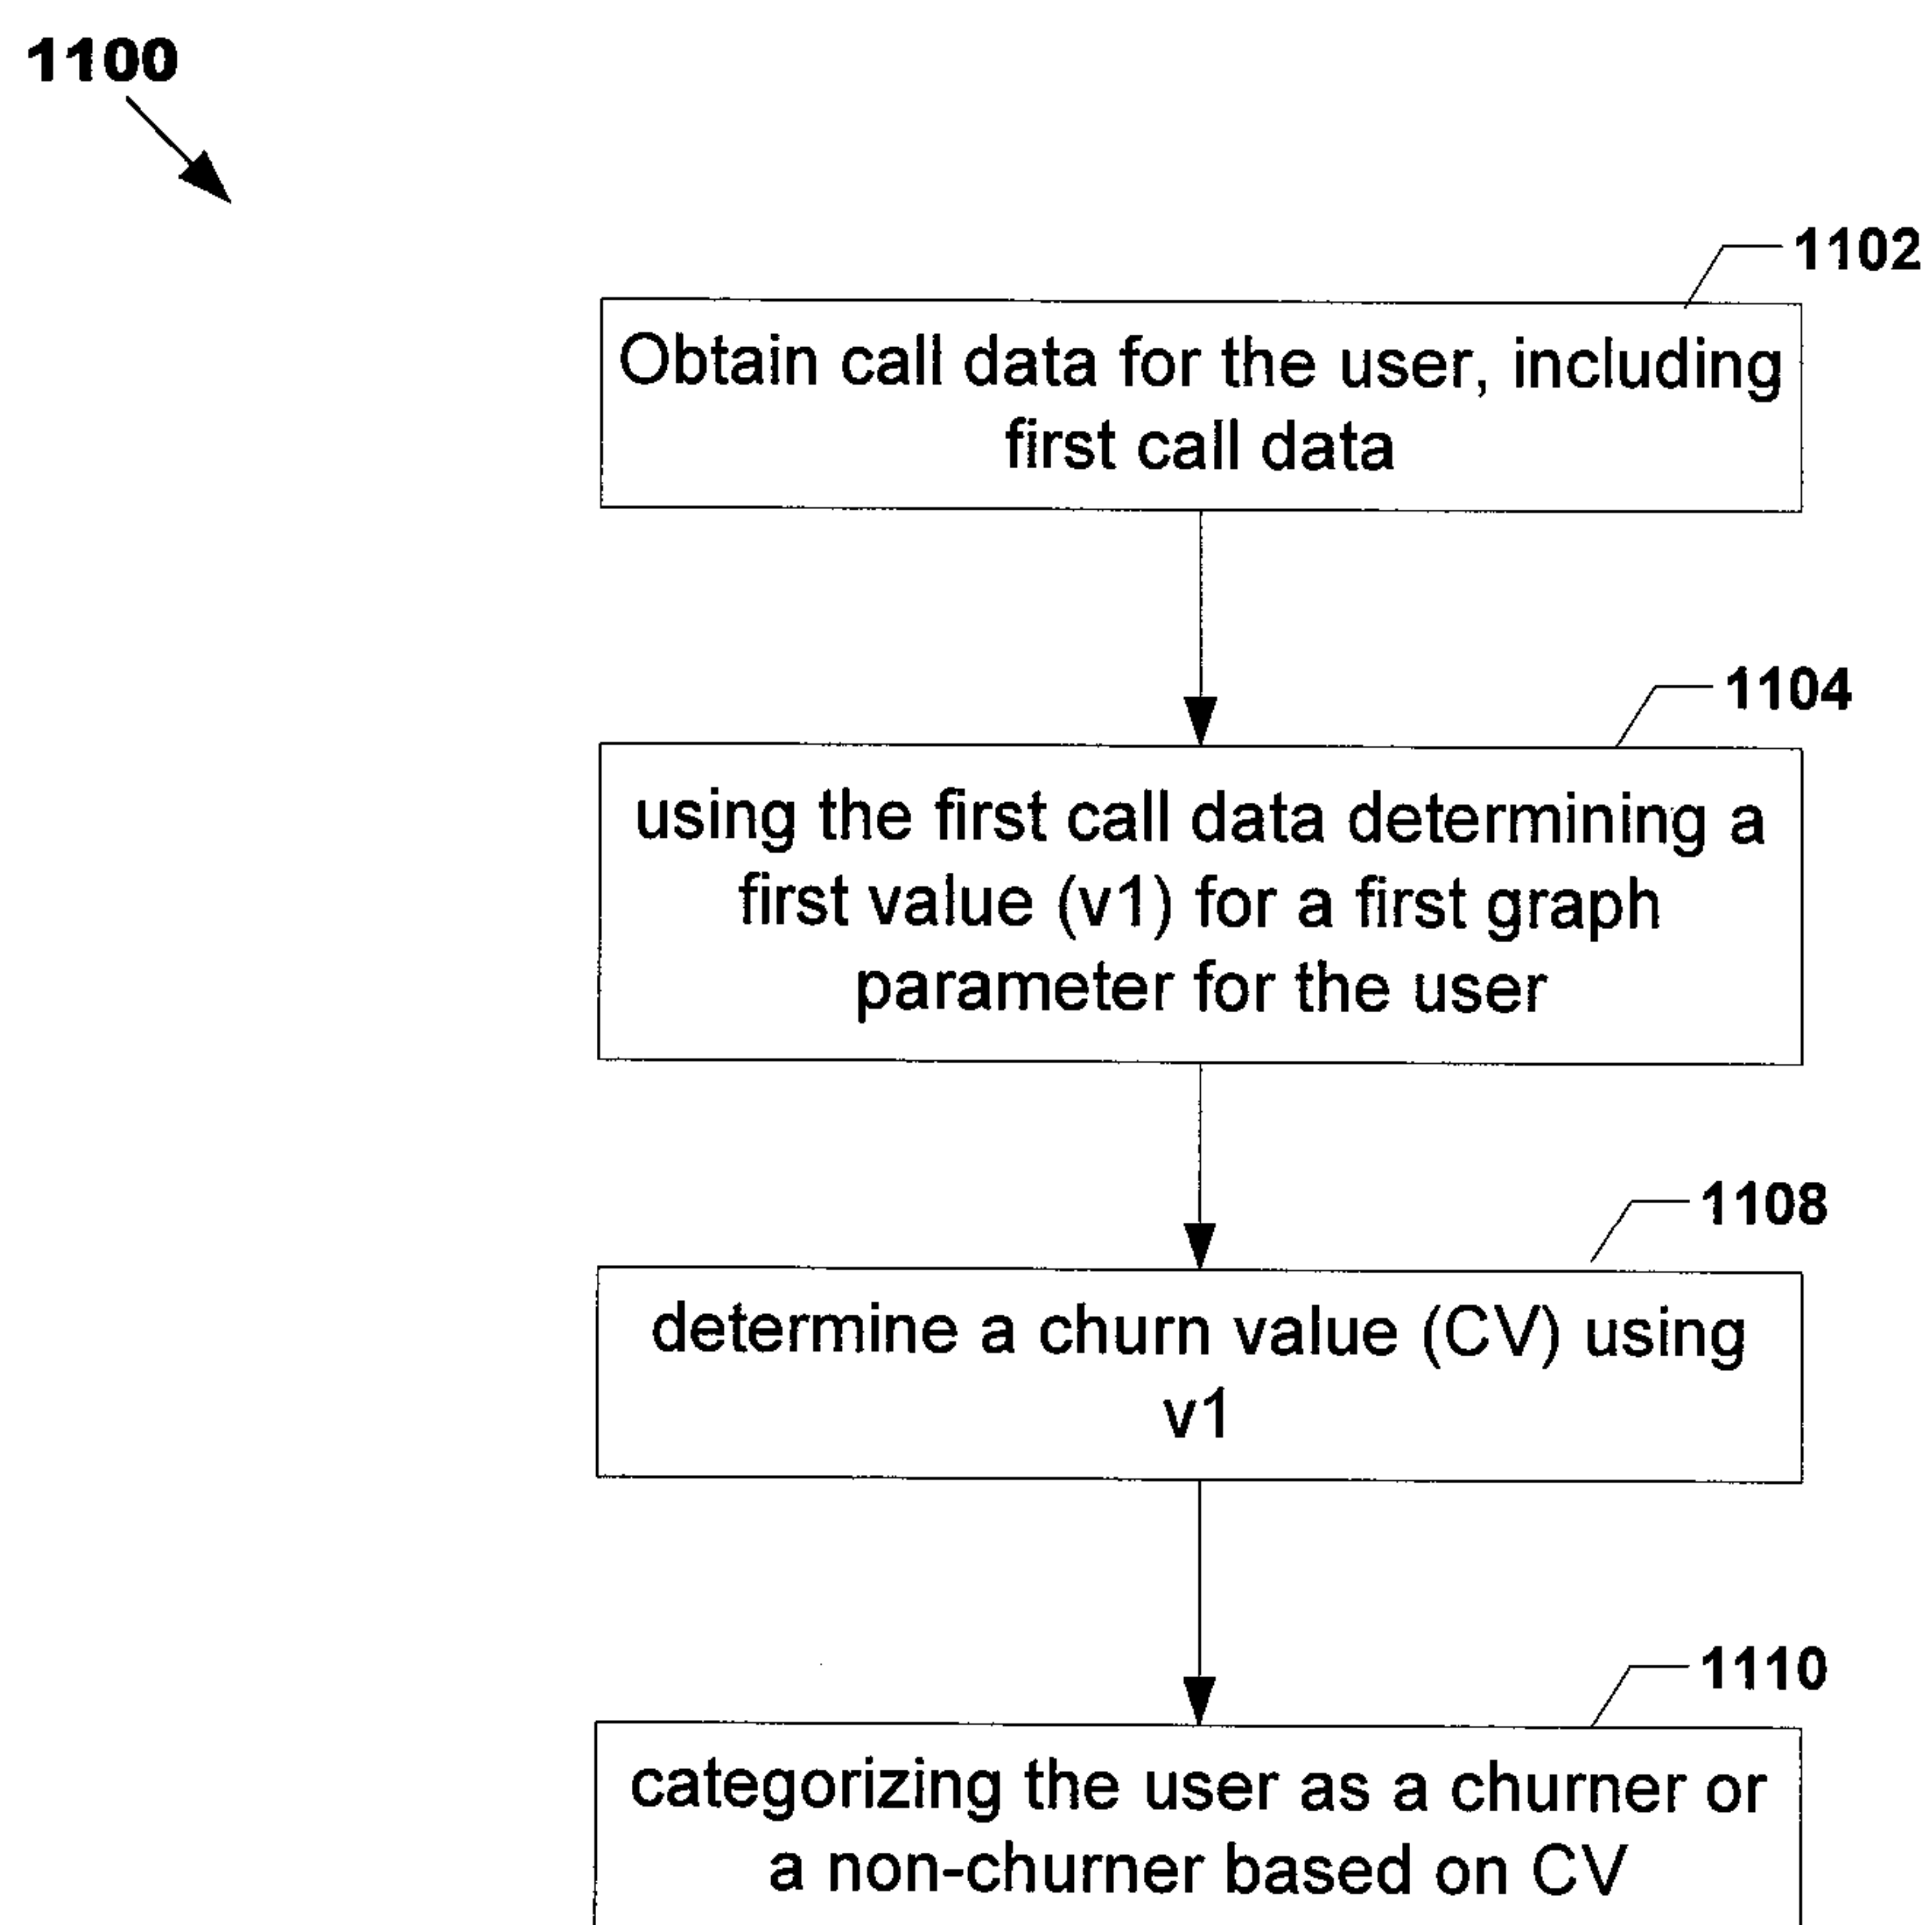 1100
1102
Obtain call data for the user, including
first call data
1104
using the first call data determining a
first value (v1) for a first graph
parameter for the user
1108
determine a churn value (CV) using
v1
1110
categorizing the user as a churner or
a non-churner based on CV